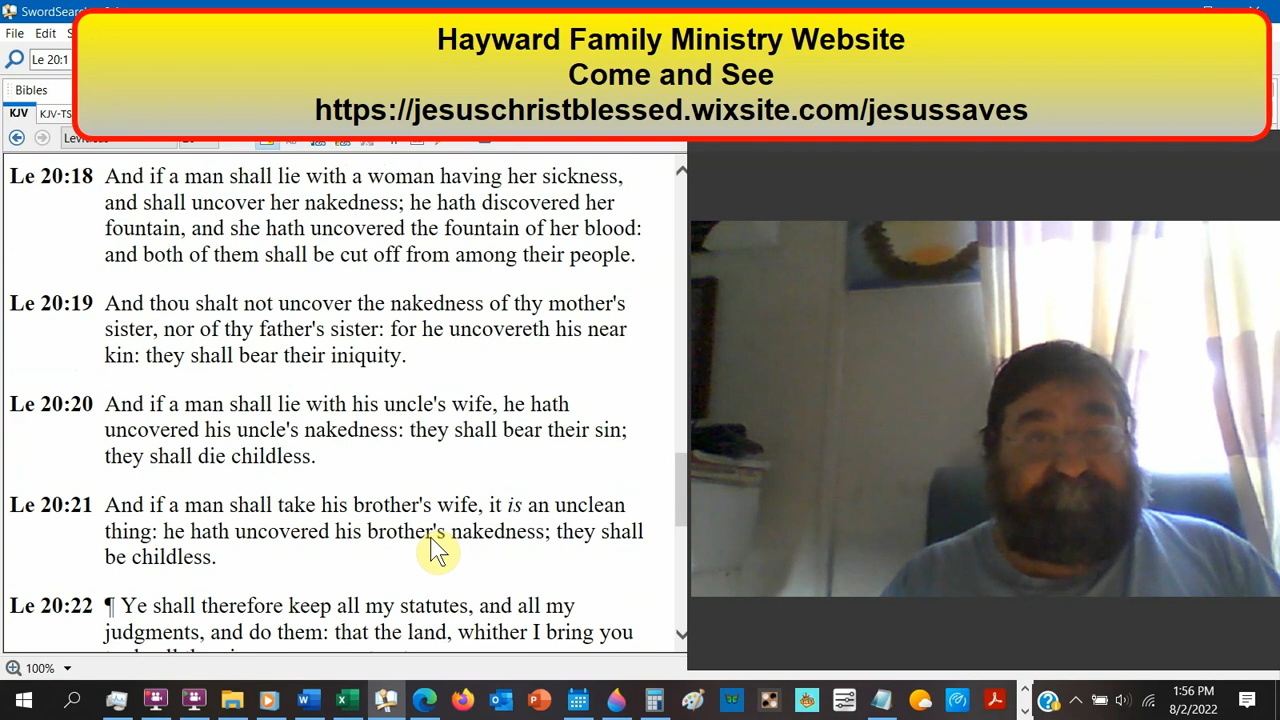 SwordSearc
Hayward Family Ministry Website
Come and See
https://jesuschristblessed.wixsite.com/jesussaves
File Edit
Le 20:1
Bibles
KJV KJV-TS
Le 20:18 And if a man shall lie with a woman having her sickness,
and shall uncover her nakedness; he hath discovered her
fountain, and she hath uncovered the fountain of her blood:
and both of them shall be cut off from among their people.
Le 20:19 And thou shalt not uncover the nakedness of thy mother's
sister, nor of thy father's sister: for he uncovereth his near
kin: they shall bear their iniquity.
Le 20:20 And if a man shall lie with his uncle's wife, he hath
uncovered his uncle's nakedness: they shall bear their sin;
they shall die childless.
Le 20:21 And if a man shall take his brother's wife, it is an unclean
thing: he hath uncovered his brother's nakedness; they shall
be childless.
Le 20:22 ¶ Ye shall therefore keep all my statutes, and all my
judgments, and do them: that the land, whither I bring you
100%
1:56 PM
8/2/2022